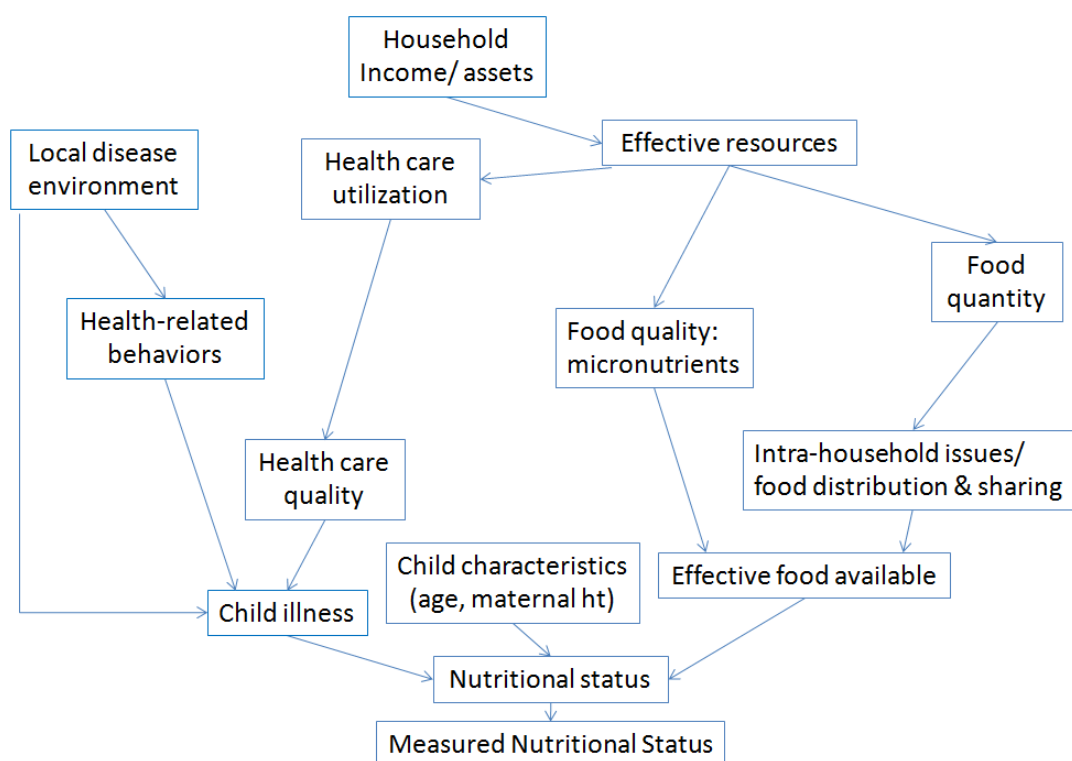 Household
Income/ assets
Effective resources
Local disease
environment
Health care
utilization
Food
quantity
Health-related
behaviors
Food quality:
micronutrients
Health care
quality
Intra-household issues/
food distribution & sharing
Child characteristics
(age, maternal ht)
Effective food available
Child illness
Nutritional status
Measured Nutritional Status